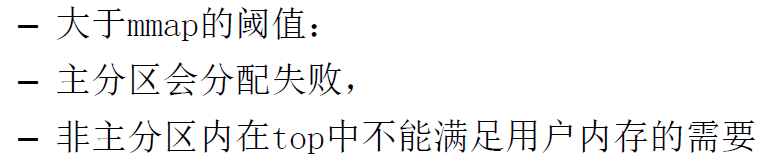 – 大于mmap的阈值：
– 主分区会分配失败，
– 非主分区内在top中不能满足用户内存的需要